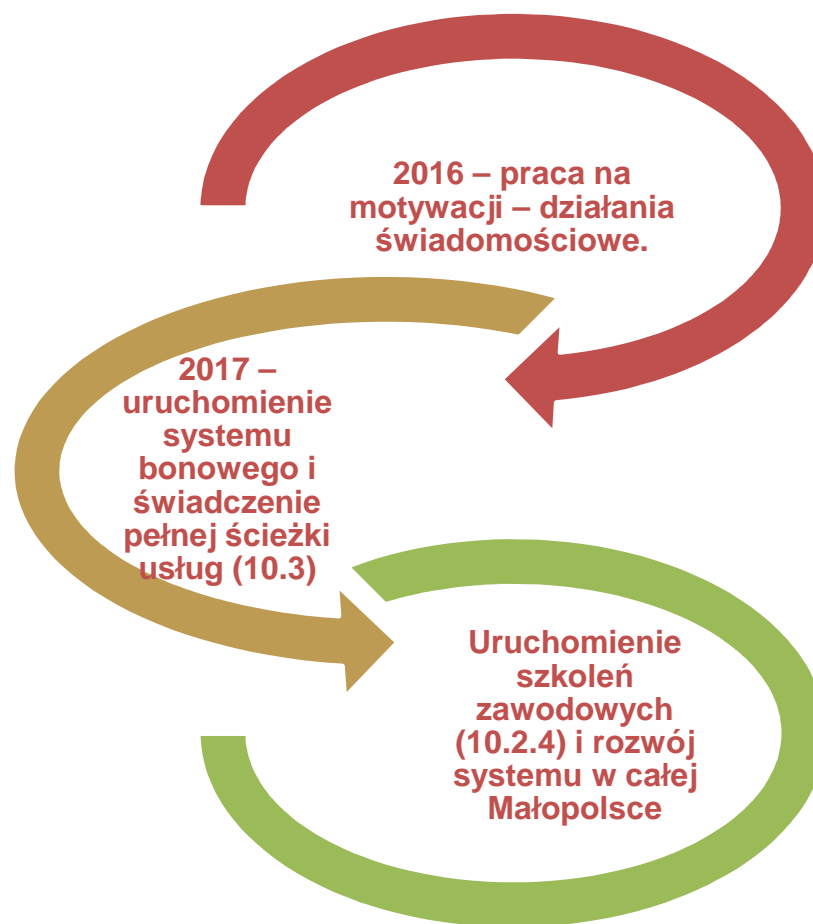 2016 – praca na
motywacji – działania
świadomościowe.
2017 –
uruchomienie
systemu
bonowego i
świadczenie
pełnej ścieżki
usług (10.3)
Uruchomienie
szkoleń
zawodowych
(10.2.4) i rozwój
systemu w całej
Małopolsce